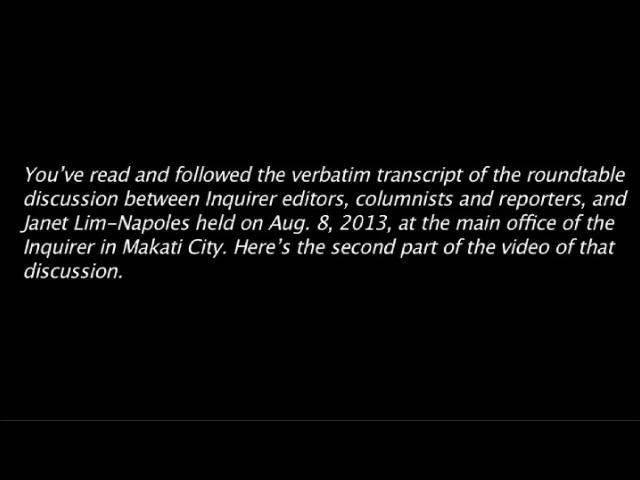 You've read and followed the verbatim transcript of the roundtable
discussion between Inquirer editors, columnists and reporters, and
Janet Lim-Napoles held on Aug. 8, 2013, at the main office of the
Inquirer in Makati City. Here's the second part of the video of that
discussion.